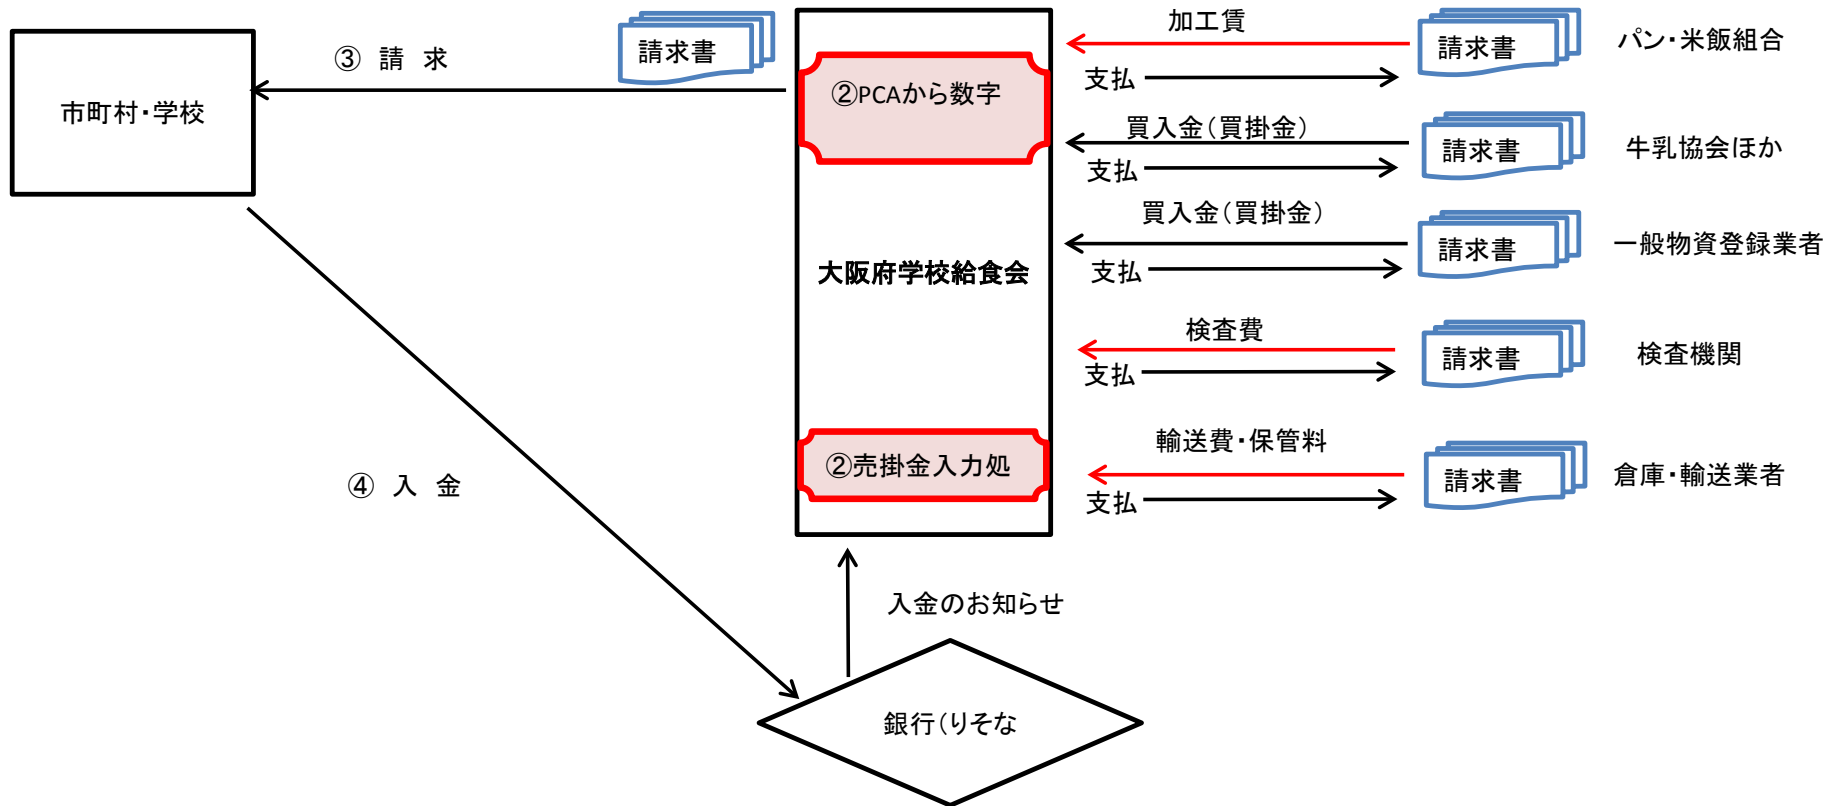 市町村・学校
③ 請 求
請求書
④ 入 金
②PCAから数字
大阪府学校給食会
②売掛金入力処
入金のお知らせ
銀行(りそな
加工賃
支払
請求書
パン・米飯組合
買入金(買掛金)
支払
請求書
牛乳協会ほか
買入金(買掛金)
支払
請求書
一般物資登録業者
検査費
支払
請求書
検査機関
輸送費・保管料
支払
請求書
倉庫・輸送業者